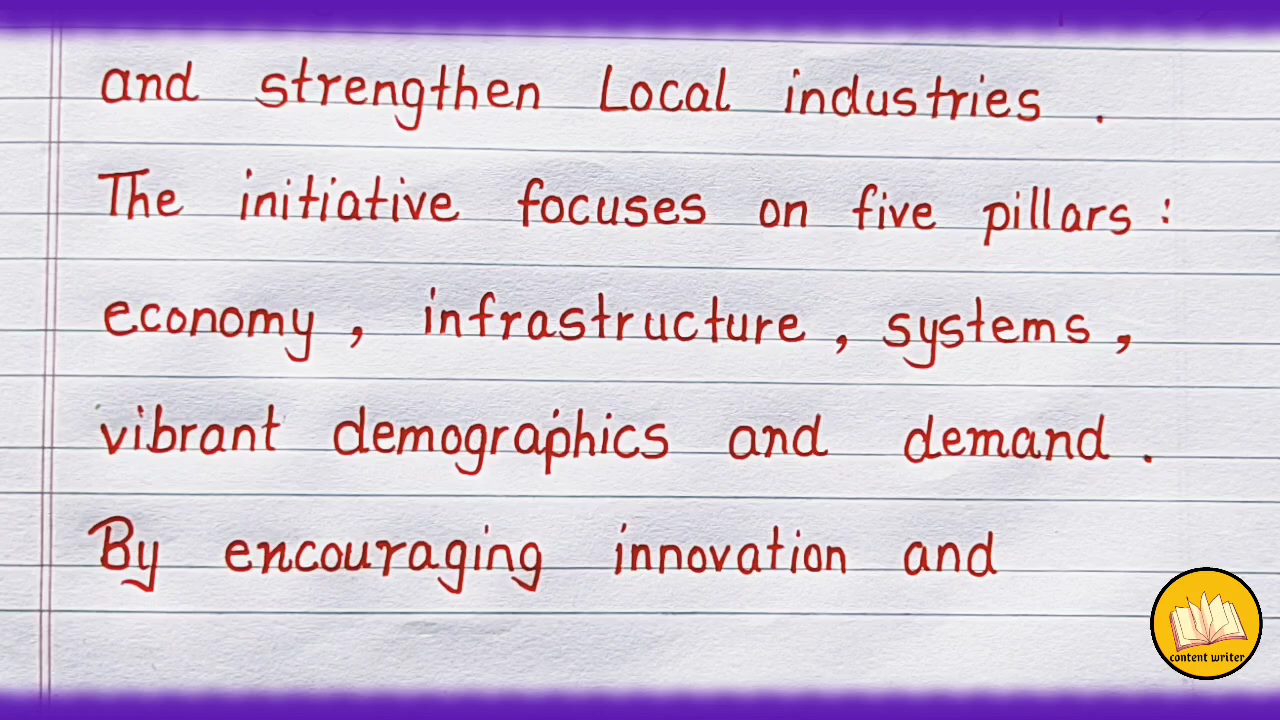 and strengthen Local industries .
The initiative focuses on five pillars :
economy , infrastructure , systems ,
vibrant demographics and demand .
By encouraging innovation and
content writer